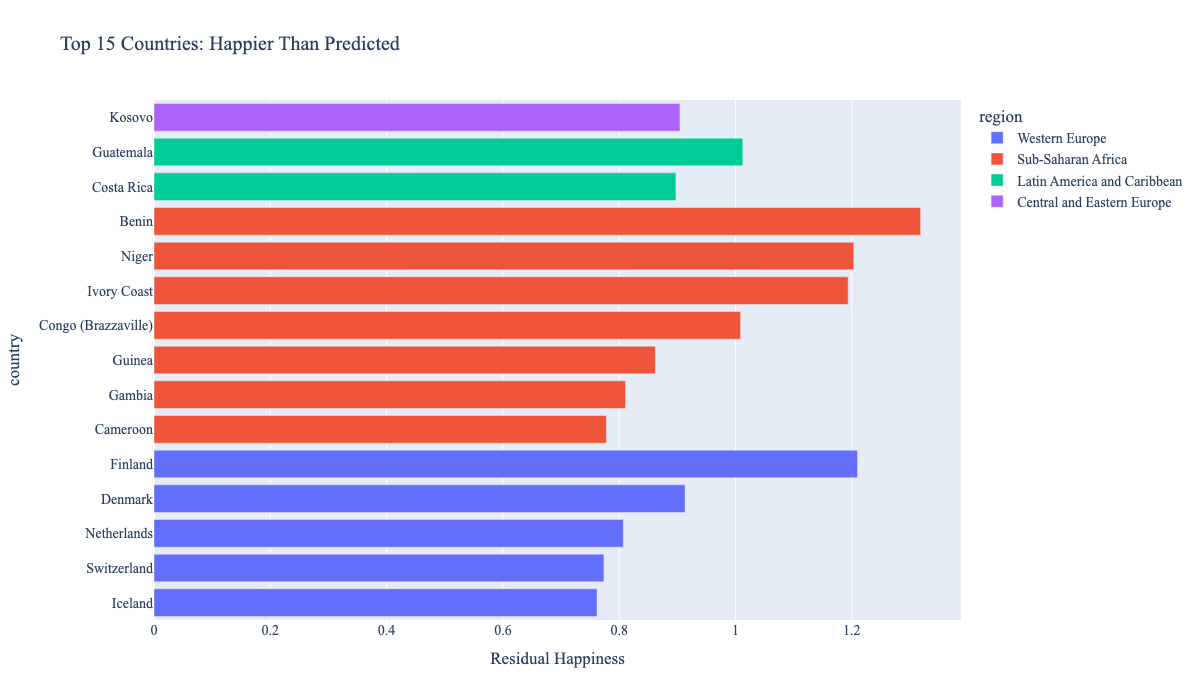 Top 15 Countries: Happier Than Predicted
Kosovo
Guatemala
Costa Rica
Benin
Niger
Ivory Coast
Congo (Brazzaville)
Guinea
Gambia
Cameroon
Finland
Denmark
Netherlands
Switzerland
Iceland
country
0 0.2 0.4 0.6 0.8 1 1.2
Residual Happiness
region
Western Europe
Sub-Saharan Africa
Latin America and Caribbean
Central and Eastern Europe